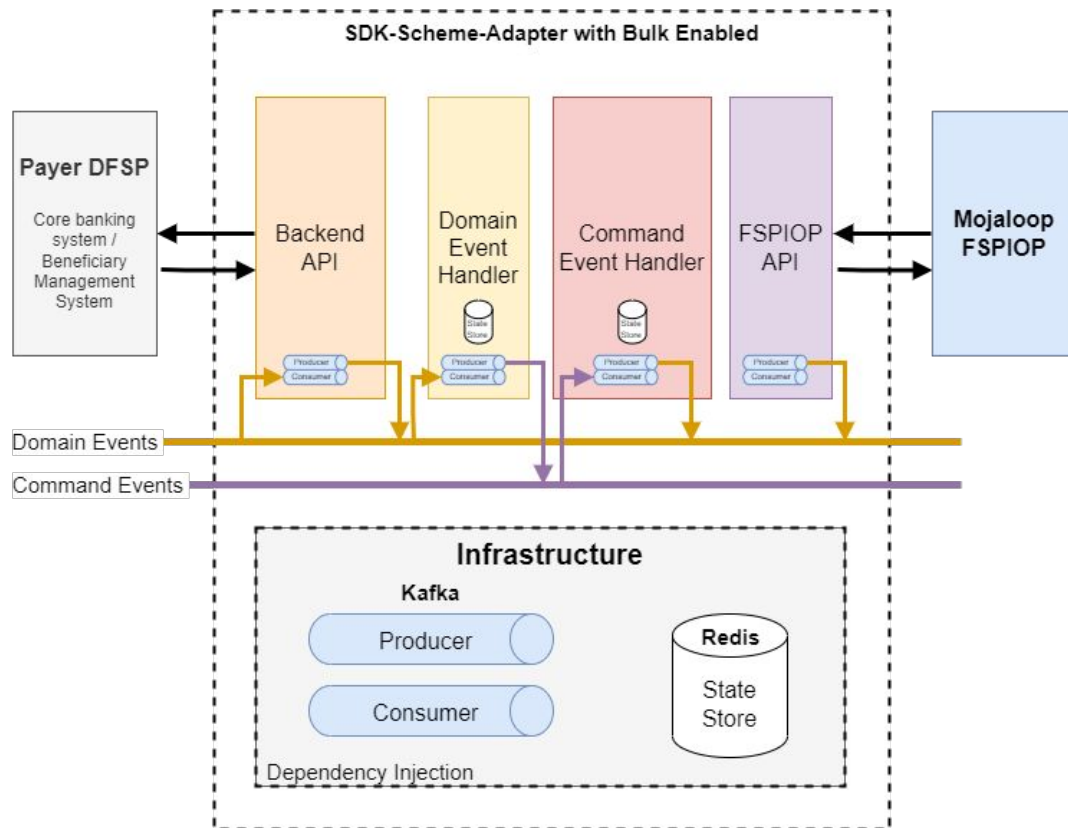 SDK-Scheme-Adapter with Bulk Enabled
Payer DFSP
Core banking
system /
Beneficiary
Management
System
Backend
API
Domain
Event
Handler
Command
Event Handler
FSPIOP
API
Mojaloop
FSPIOP
State
Store
State
Store
Producer
Consumer
Producer
Consumer
Producer
Consumer
Producer
Consumer
Domain Events
Command Events
Infrastructure
Kafka
Producer
Consumer
Redis
State
Store
Dependency Injection